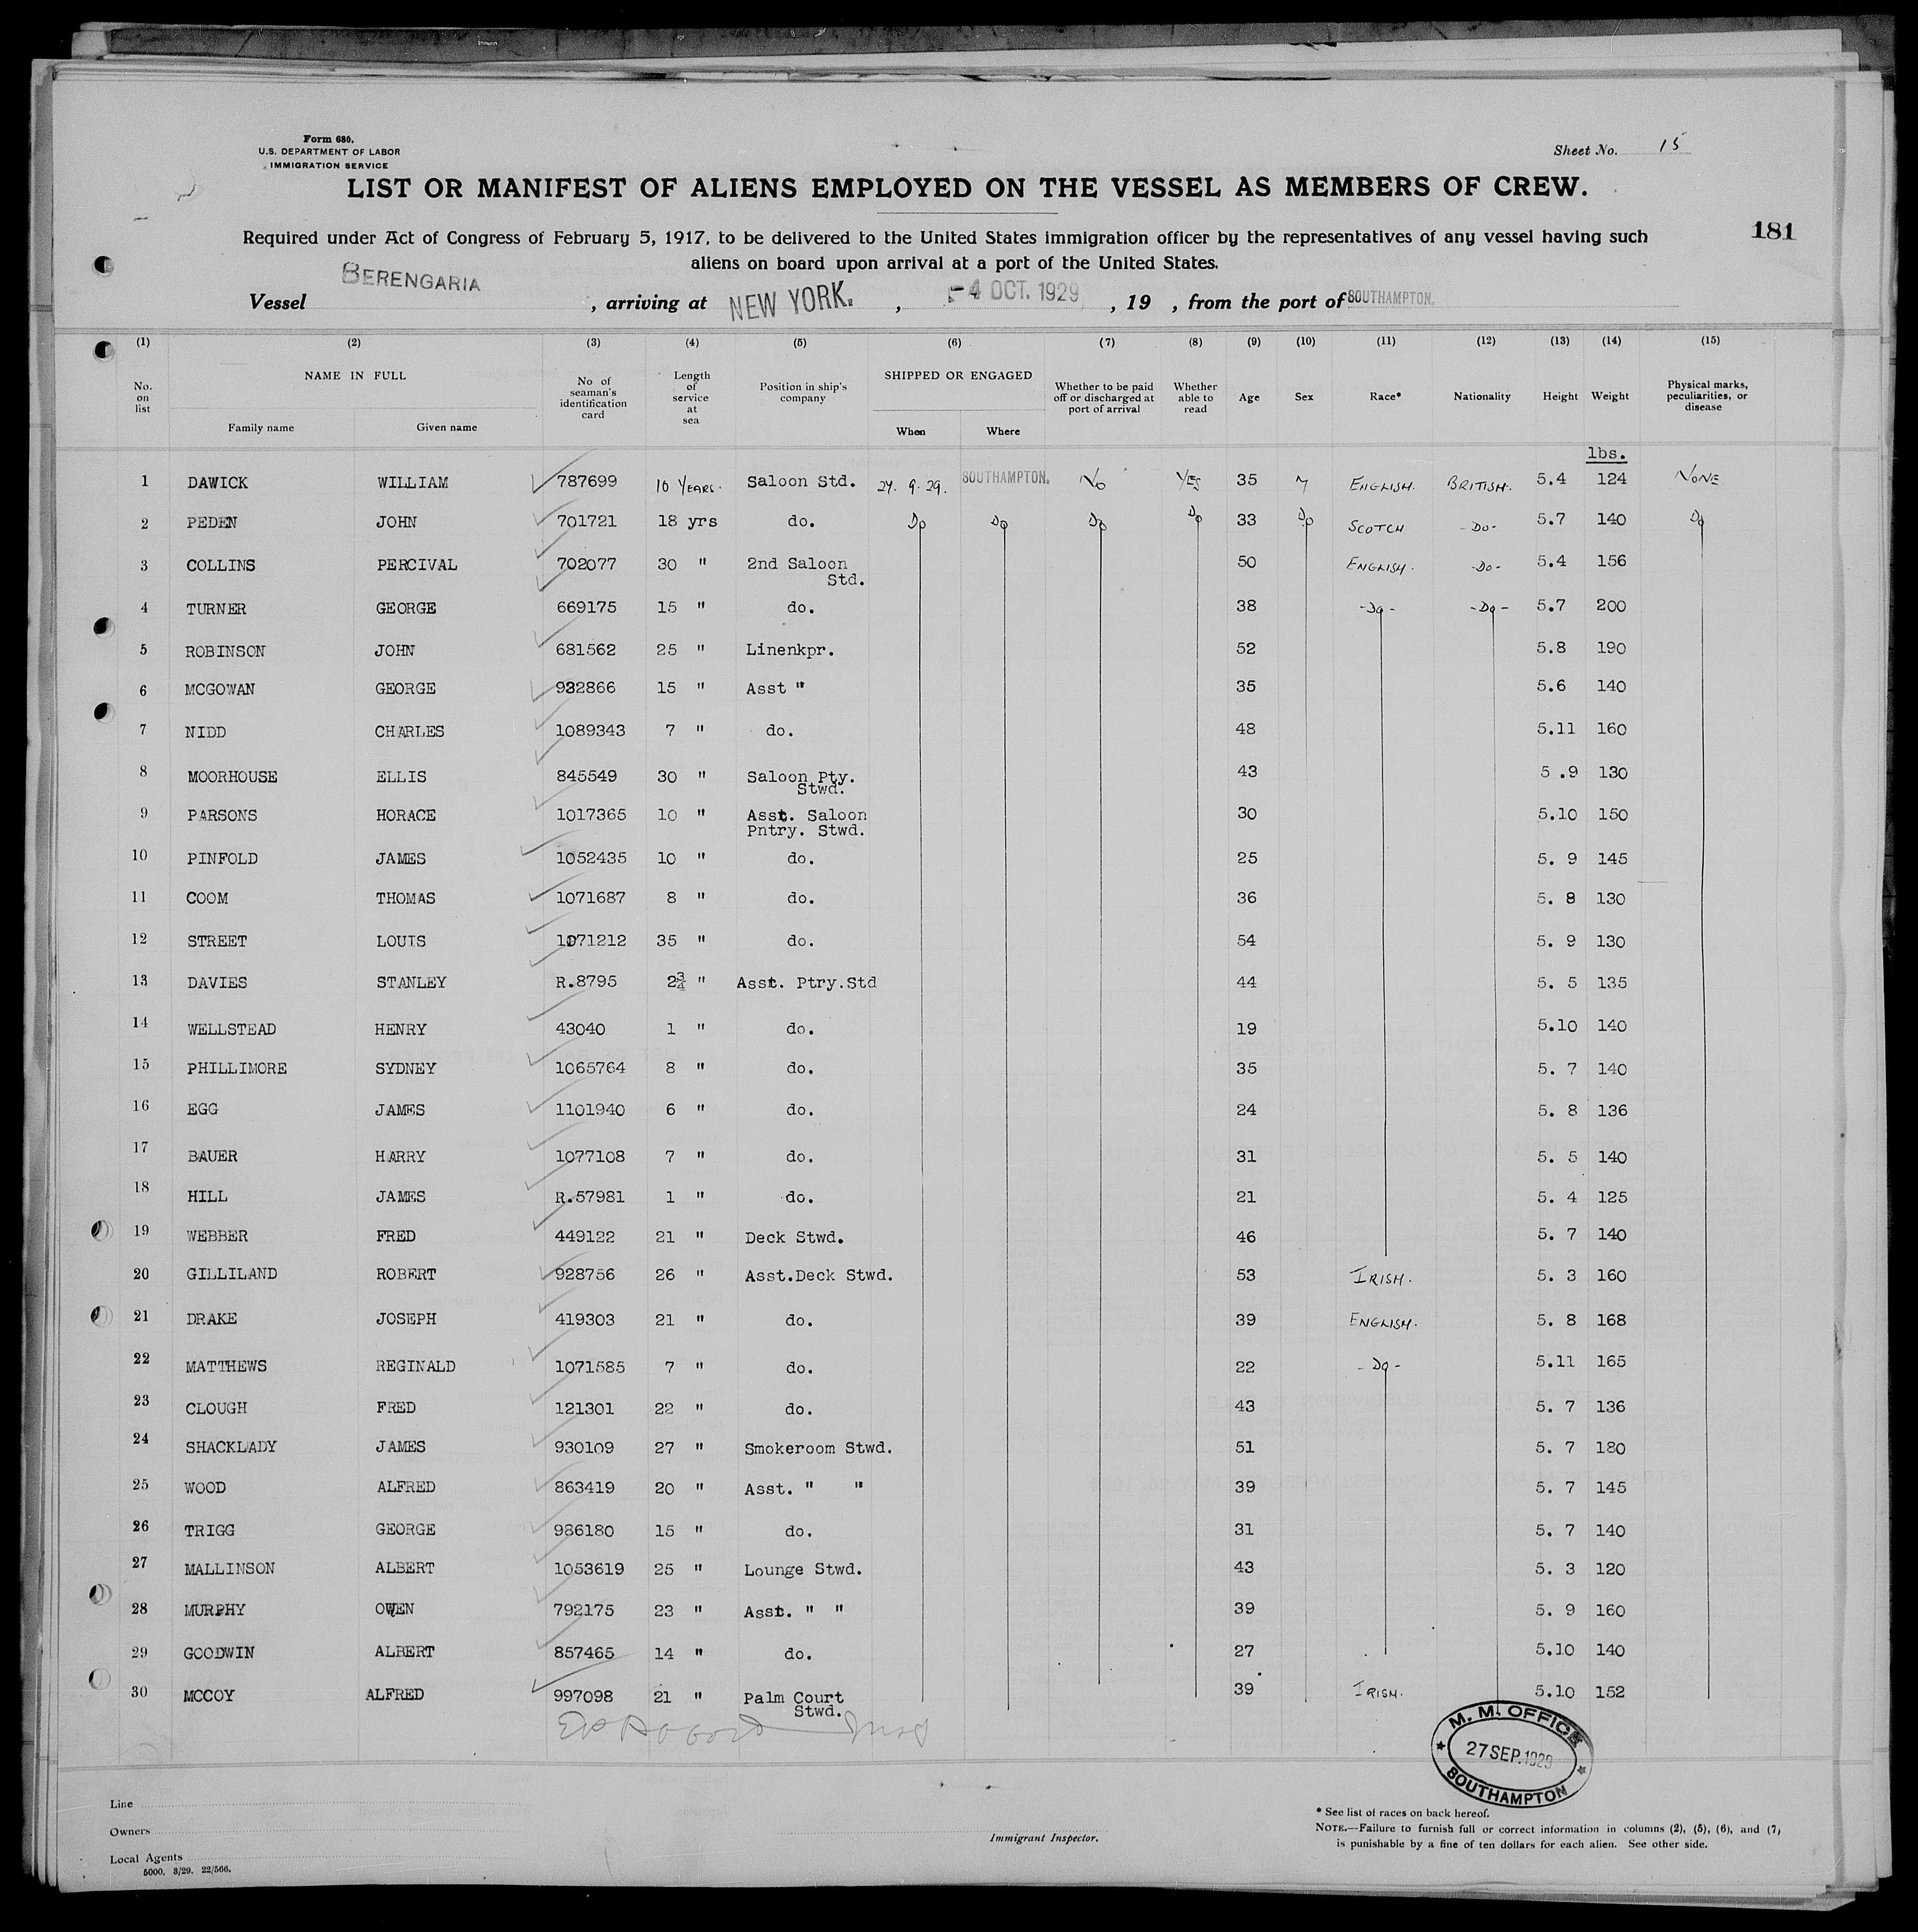 Form 680.
U.S. DEPARTMENT OF LABOR
IMMIGRATION SERVICE
Sheet No. 15
LIST OR MANIFEST OF ALIENS EMPLOYED ON THE VESSEL AS MEMBERS OF CREW.
181
Required under Act of Congress of February 5, 1917, to be delivered to the United States immigration officer by the representatives of any vessel having such
aliens on board upon arrival at a port of the United States.
Vessel BERENGARIA, arriving at NEW YORK., -4 OCT. 1929, 19 , from the port of SOUTHAMPTON.
(1) (2) (3) (4) (5) (6) (7) (8) (9) (10) (11) (12) (13) (14) (15)
No. on list NAME IN FULL Family name Given name No of seaman's identification card Length of service at sea Position in ship's company SHIPPED OR ENGAGED When Where Whether to be paid off or discharged at port of arrival Whether able to read Age Sex Race* Nationality Height Weight Physical marks, peculiarities, or disease
lbs.
1 DAWICK WILLIAM 787699 10 YEARS. Saloon Std. 27. 9. 29. SOUTHAMPTON. No YES 35 M ENGLISH. BRITISH. 5.4 124 NONE
2 PEDEN JOHN 701721 18 yrs do. Do Do Do Do 33 Do SCOTCH -Do- 5.7 140 Do
3 COLLINS PERCIVAL 702077 30 " 2nd Saloon Std. 50 ENGLISH. -Do- 5.4 156
4 TURNER GEORGE 669175 15 " do. 38 -Do- -Do- 5.7 200
5 ROBINSON JOHN 681562 25 " Linenkpr. 52 5.8 190
6 MCGOWAN GEORGE 932866 15 " Asst " 35 5.6 140
7 NIDD CHARLES 1089343 7 " do. 48 5.11 160
8 MOORHOUSE ELLIS 845549 30 " Saloon Pty. Stwd. 43 5.9 130
9 PARSONS HORACE 1017365 10 " Asst. Saloon Pntry. Stwd. 30 5.10 150
10 PINFOLD JAMES 1052435 10 " do. 25 5. 9 145
11 COOM THOMAS 1071687 8 " do. 36 5. 8 130
12 STREET LOUIS 1071212 35 " do. 54 5. 9 130
13 DAVIES STANLEY R.8795 2¾ " Asst. Ptry.Std 44 5. 5 135
14 WELLSTEAD HENRY 43040 1 " do. 19 5.10 140
15 PHILLIMORE SYDNEY 1065764 8 " do. 35 5. 7 140
16 EGG JAMES 1101940 6 " do. 24 5. 8 136
17 BAUER HARRY 1077108 7 " do. 31 5. 5 140
18 HILL JAMES R.57981 1 " do. 21 5. 4 125
19 WEBBER FRED 449122 21 " Deck Stwd. 46 5. 7 140
20 GILLILAND ROBERT 928756 26 " Asst.Deck Stwd. 53 IRISH. 5. 3 160
21 DRAKE JOSEPH 419303 21 " do. 39 ENGLISH. 5. 8 168
22 MATTHEWS REGINALD 1071585 7 " do. 22 -Do- 5.11 165
23 CLOUGH FRED 121301 22 " do. 43 5. 7 136
24 SHACKLADY JAMES 930109 27 " Smokeroom Stwd. 51 5. 7 180
25 WOOD ALFRED 863419 20 " Asst. " " 39 5. 7 145
26 TRIGG GEORGE 986180 15 " do. 31 5. 7 140
27 MALLINSON ALBERT 1053619 25 " Lounge Stwd. 43 5. 3 120
28 MURPHY OWEN 792175 23 " Asst. " " 39 5. 9 160
29 GOODWIN ALBERT 857465 14 " do. 27 5.10 140
30 MCCOY ALFRED 997098 21 " Palm Court Stwd. 39 IRISH. 5.10 152
M. M. OFFICE
27 SEP. 1929
SOUTHAMPTON
Line
Owners
Local Agents
5000. 3/29. 22/566.
Immigrant Inspector.
* See list of races on back hereof.
NOTE.—Failure to furnish full or correct information in columns (2), (5), (6), and (7,
is punishable by a fine of ten dollars for each alien. See other side.